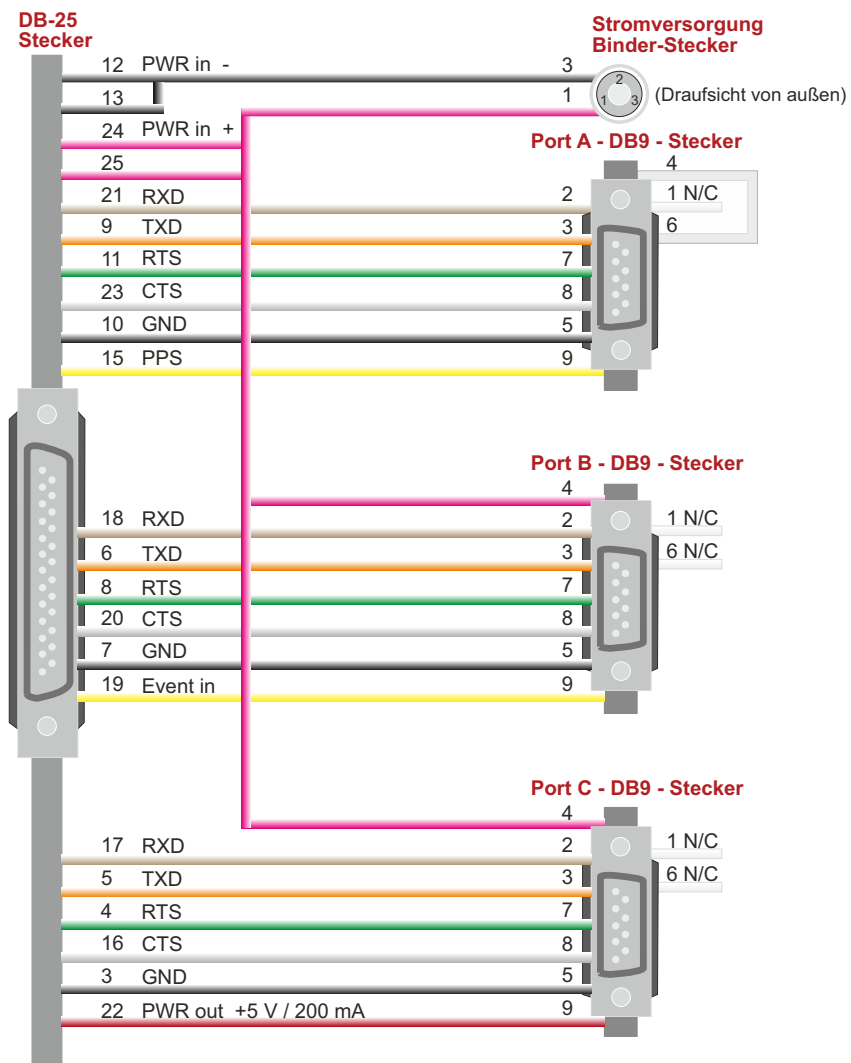 DB-25
Stecker
Stromversorgung
Binder-Stecker
12 PWR in - 3
13 1
2
1 3
(Draufsicht von außen)
24 PWR in +
Port A - DB9 - Stecker
25 4
21 RXD 2 1 N/C
9 TXD 3 6
11 RTS 7
23 CTS 8
10 GND 5
15 PPS 9
Port B - DB9 - Stecker
4
18 RXD 2 1 N/C
6 TXD 3 6 N/C
8 RTS 7
20 CTS 8
7 GND 5
19 Event in 9
Port C - DB9 - Stecker
4
17 RXD 2 1 N/C
5 TXD 3 6 N/C
4 RTS 7
16 CTS 8
3 GND 5
22 PWR out +5 V / 200 mA 9